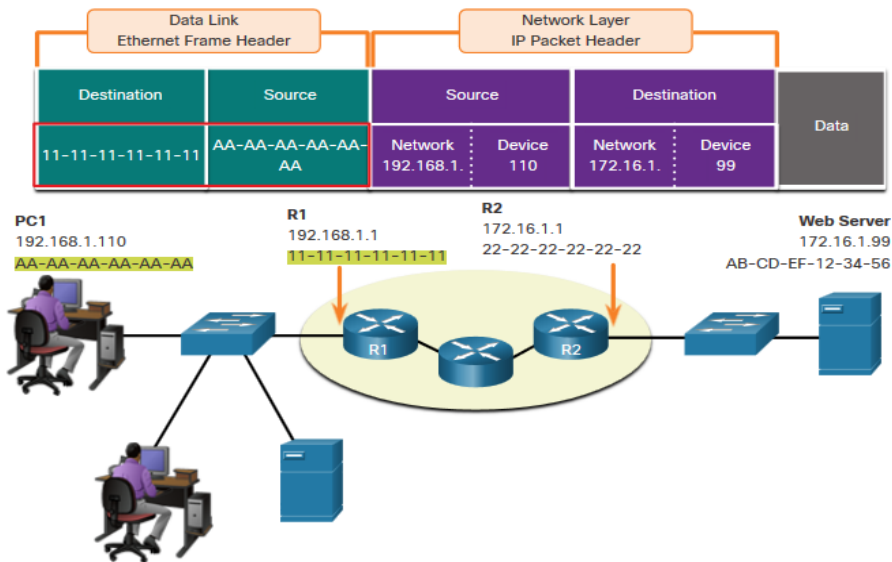 Data Link
Ethernet Frame Header
Network Layer
IP Packet Header
Destination
Source
Source
Destination
Data
11-11-11-11-11-11
AA-AA-AA-AA-AA-
AA
Network
192.168.1.
Device
110
Network
172.16.1.
Device
99
PC1
192.168.1.110
AA-AA-AA-AA-AA-AA
R1
192.168.1.1
11-11-11-11-11-11
R2
172.16.1.1
22-22-22-22-22-22
Web Server
172.16.1.99
AB-CD-EF-12-34-56
R1
R2